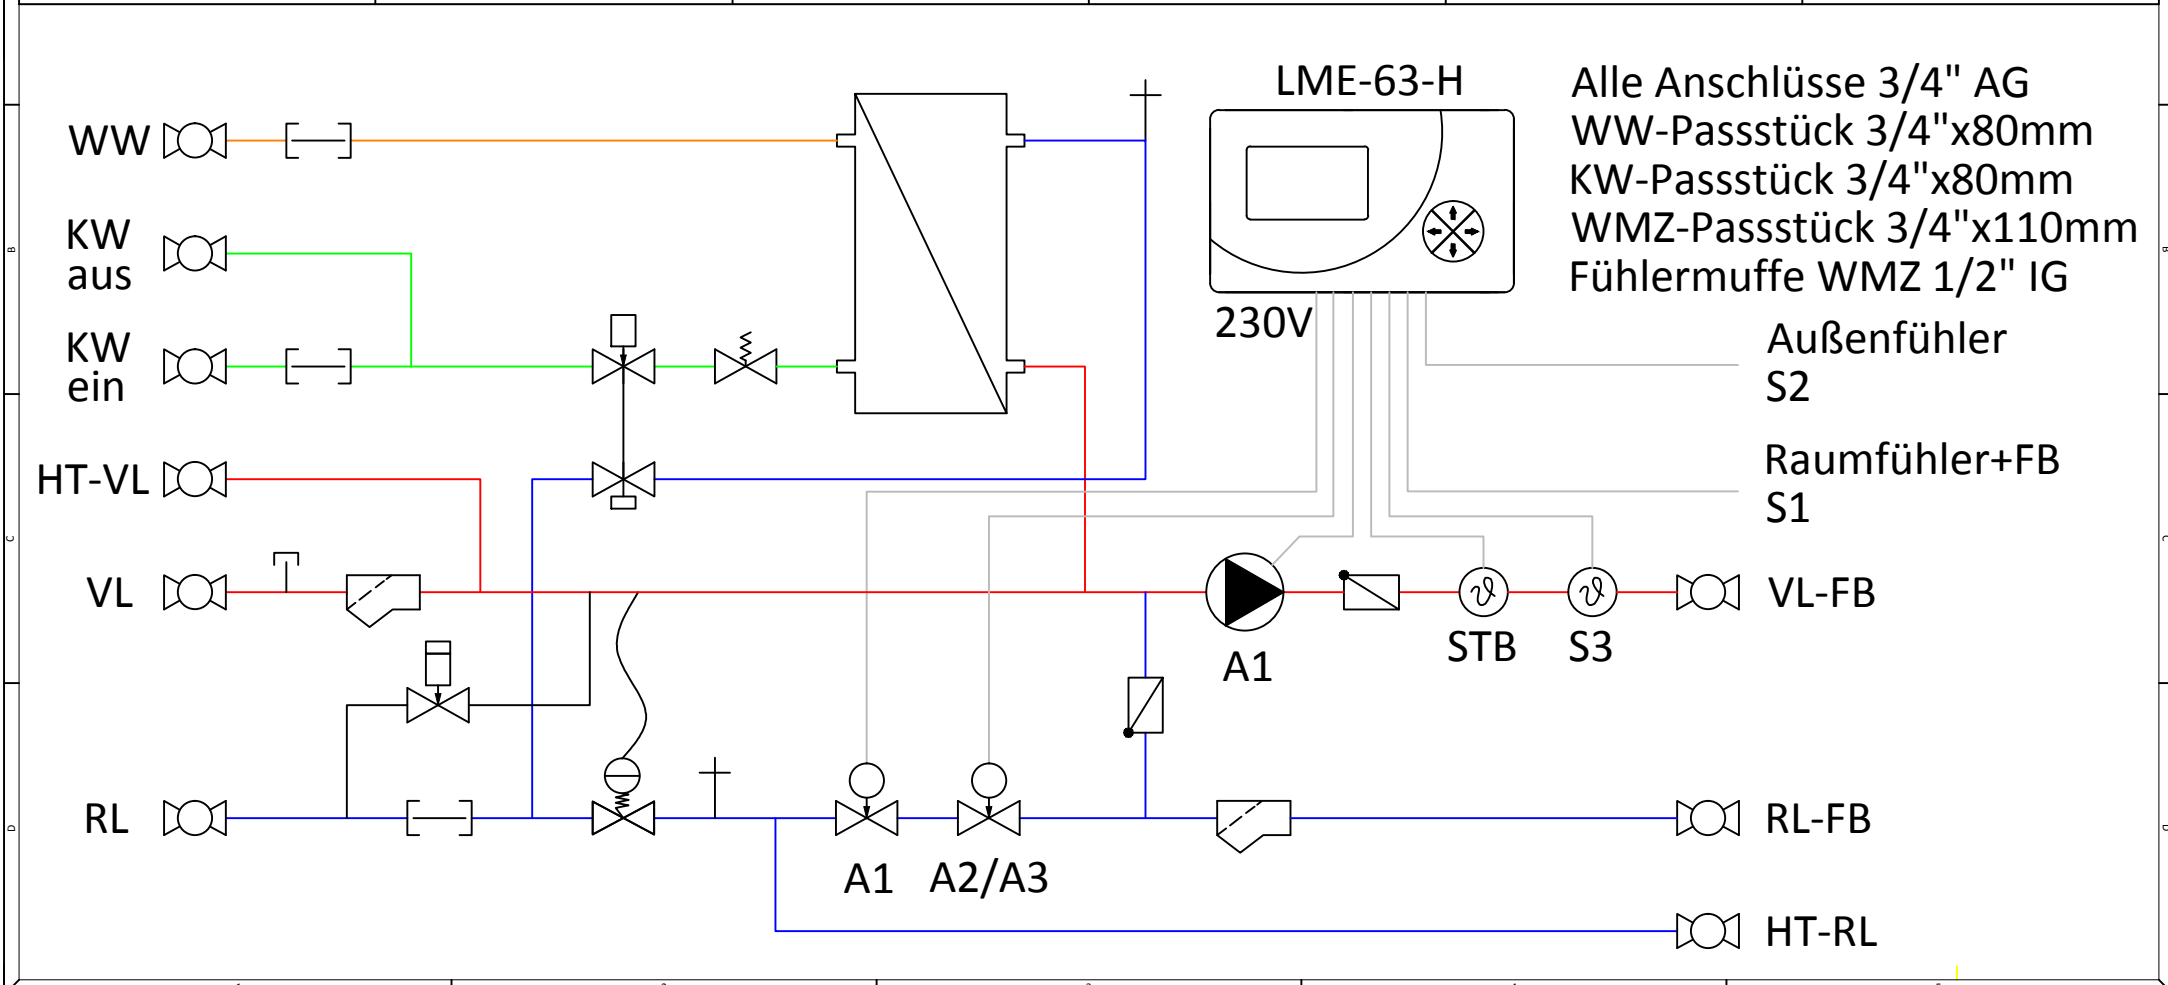 LME-63-H
Alle Anschlüsse 3/4" AG
WW-Passstück 3/4"x80mm
KW-Passstück 3/4"x80mm
WMZ-Passstück 3/4"x110mm
Fühlermuffe WMZ 1/2" IG
WW
KW
aus
KW
ein
230V
Außenfühler
S2
Raumfühler+FB
S1
HT-VL
VL
A1
STB
S3
VL-FB
RL
A1
A2/A3
RL-FB
HT-RL
B
C
D